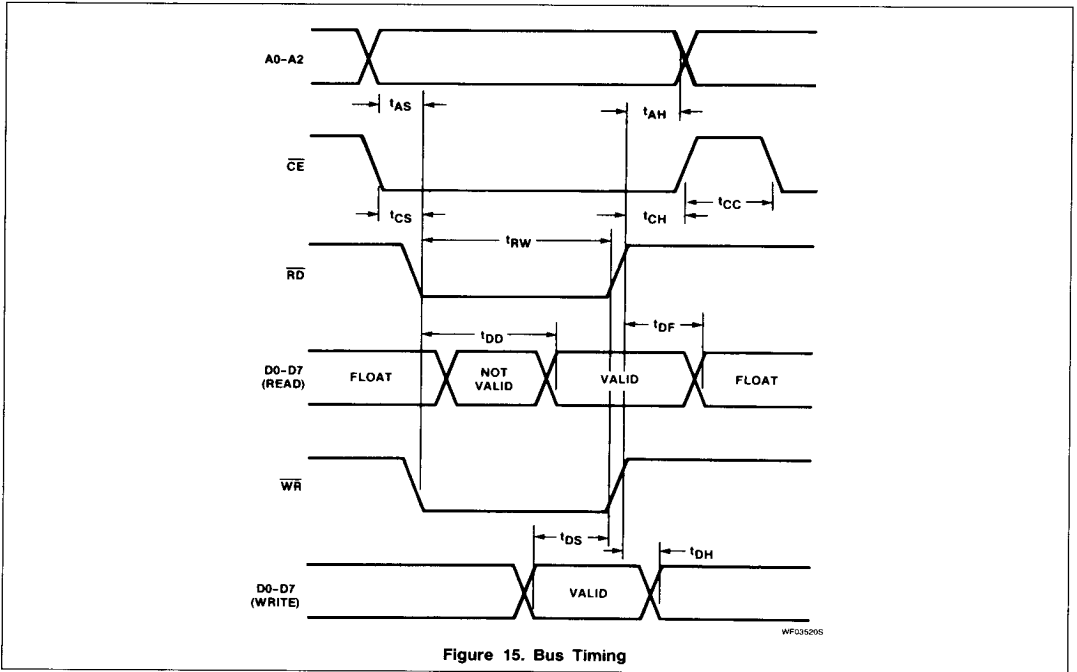 A0–A2
tAS
tAH
CE
tCS
tCH
tCC
tRW
RD
tDD
tDF
D0–D7
(READ)
FLOAT
NOT
VALID
VALID
FLOAT
WR
tDS
tDH
D0–D7
(WRITE)
VALID
WF03520S
Figure 15. Bus Timing